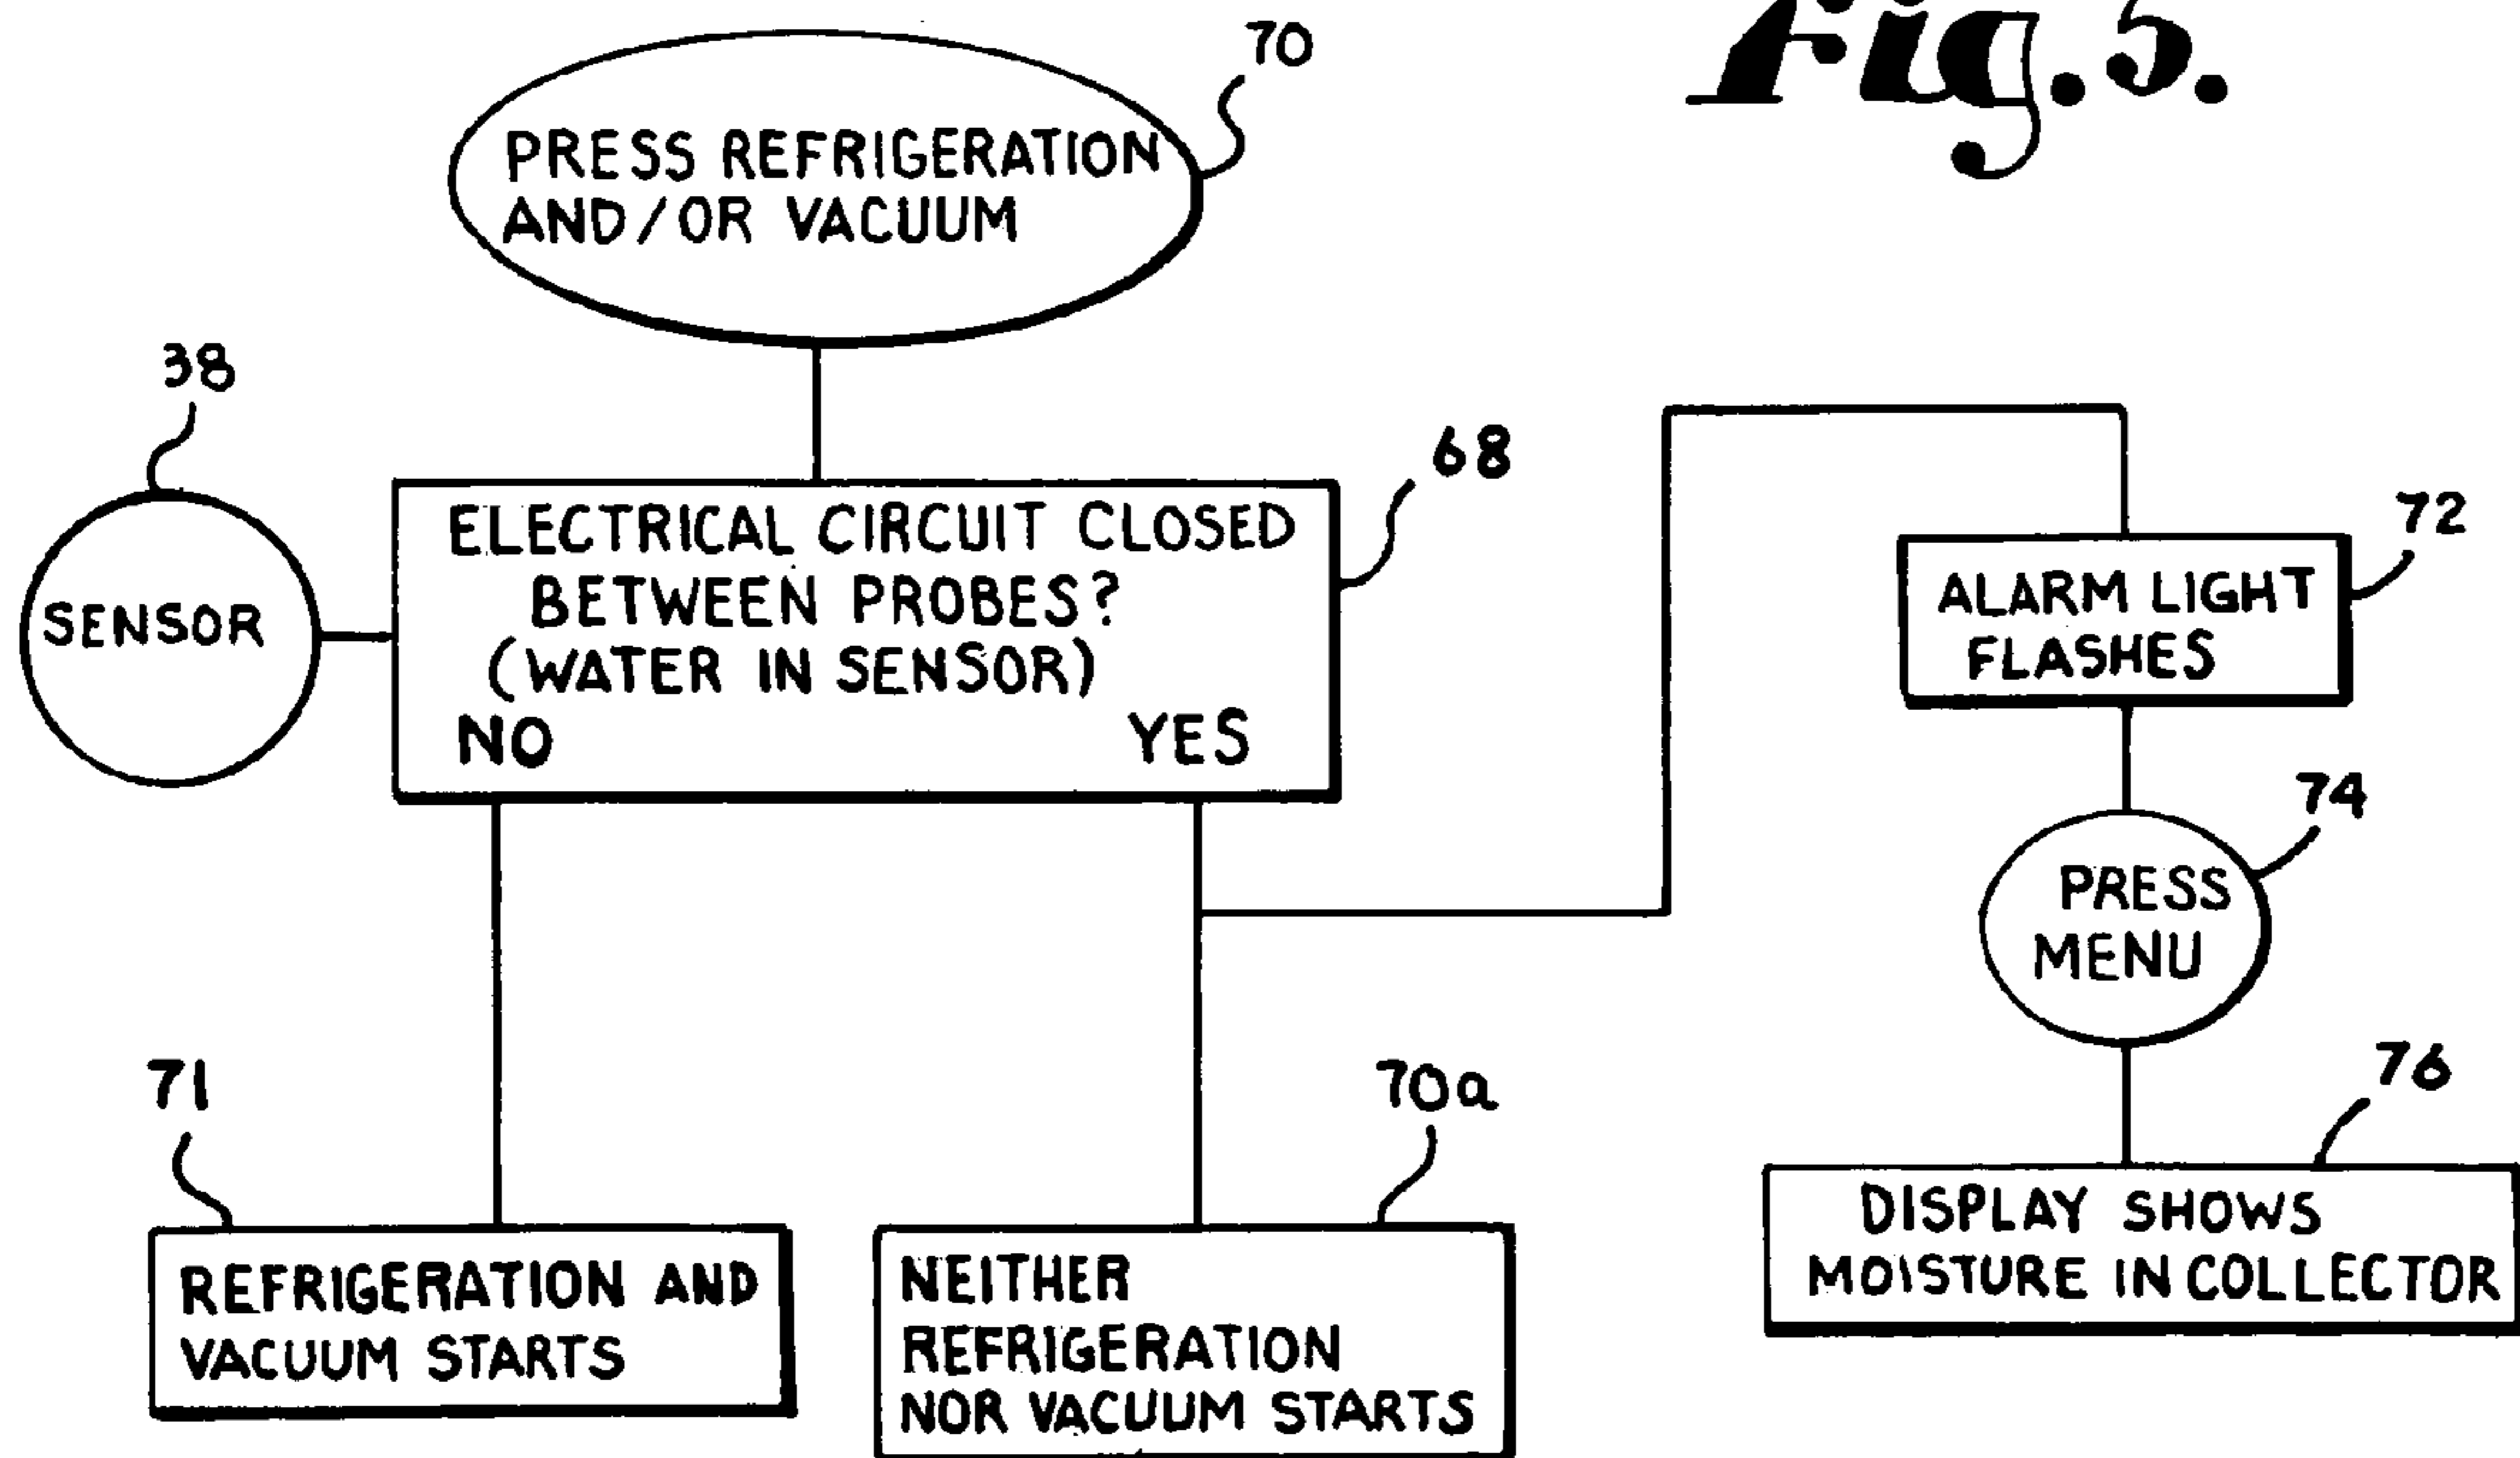 Fig.5.
70
PRESS REFRIGERATION
AND/OR VACUUM
38
SENSOR
68
ELECTRICAL CIRCUIT CLOSED
BETWEEN PROBES?
(WATER IN SENSOR)
NO YES
72
ALARM LIGHT
FLASHES
74
PRESS
MENU
71
REFRIGERATION AND
VACUUM STARTS
70a
NEITHER
REFRIGERATION
NOR VACUUM STARTS
76
DISPLAY SHOWS
MOISTURE IN COLLECTOR